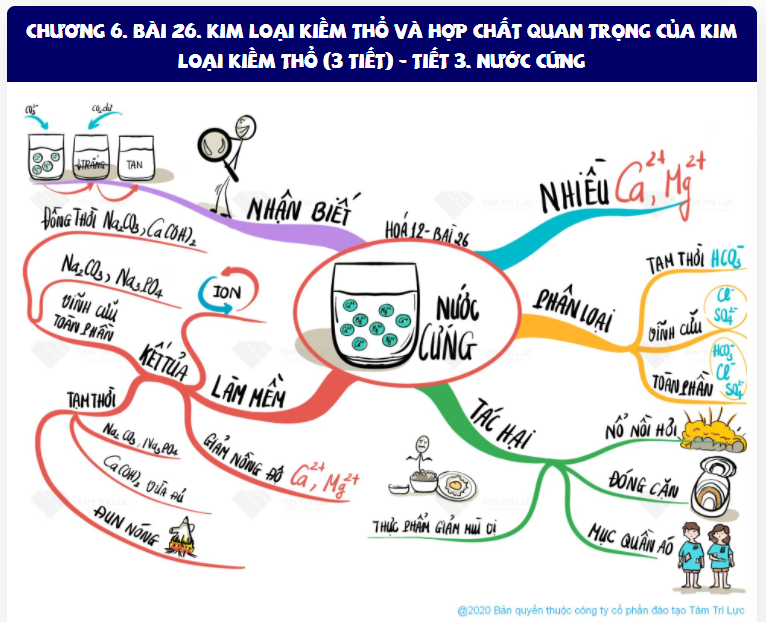 CHƯƠNG 6. BÀI 26. KIM LOẠI KIỀM THỔ VÀ HỢP CHẤT QUAN TRỌNG CỦA KIM
LOẠI KIỀM THỔ (3 TIẾT) - TIẾT 3. NƯỚC CỨNG
HOÁ 12 - BÀI 26
NƯỚC
CỨNG
NHIỀU Ca²⁺, Mg²⁺
PHÂN LOẠI
TẠM THỜI HCO₃⁻
VĨNH CỬU
Cl⁻
SO₄²⁻
TOÀN PHẦN
HCO₃⁻
Cl⁻
SO₄²⁻
TÁC HẠI
NỔ NỒI HỞI
ĐÓNG CẶN
MỤC QUẦN ÁO
THỰC PHẨM GIẢM MÙI VỊ
LÀM MỀM
GIẢM NỒNG ĐỘ Ca²⁺, Mg²⁺
ION
KẾT TỦA
VĨNH CỬU
TOÀN PHẦN
ĐỒNG THỜI Na₂CO₃, Ca(OH)₂
Na₂CO₃, Na₃PO₄
TẠM THỜI
Na₂CO₃, Na₃PO₄
Ca(OH)₂ VỪA ĐỦ
ĐUN NÓNG
NHẬN BIẾT
CO₃²⁻
CO₂ dư
↓TRẮNG
TAN
TÂM TRÍ LỰC
@2020 Bản quyền thuộc công ty cổ phần đào tạo Tâm Trí Lực